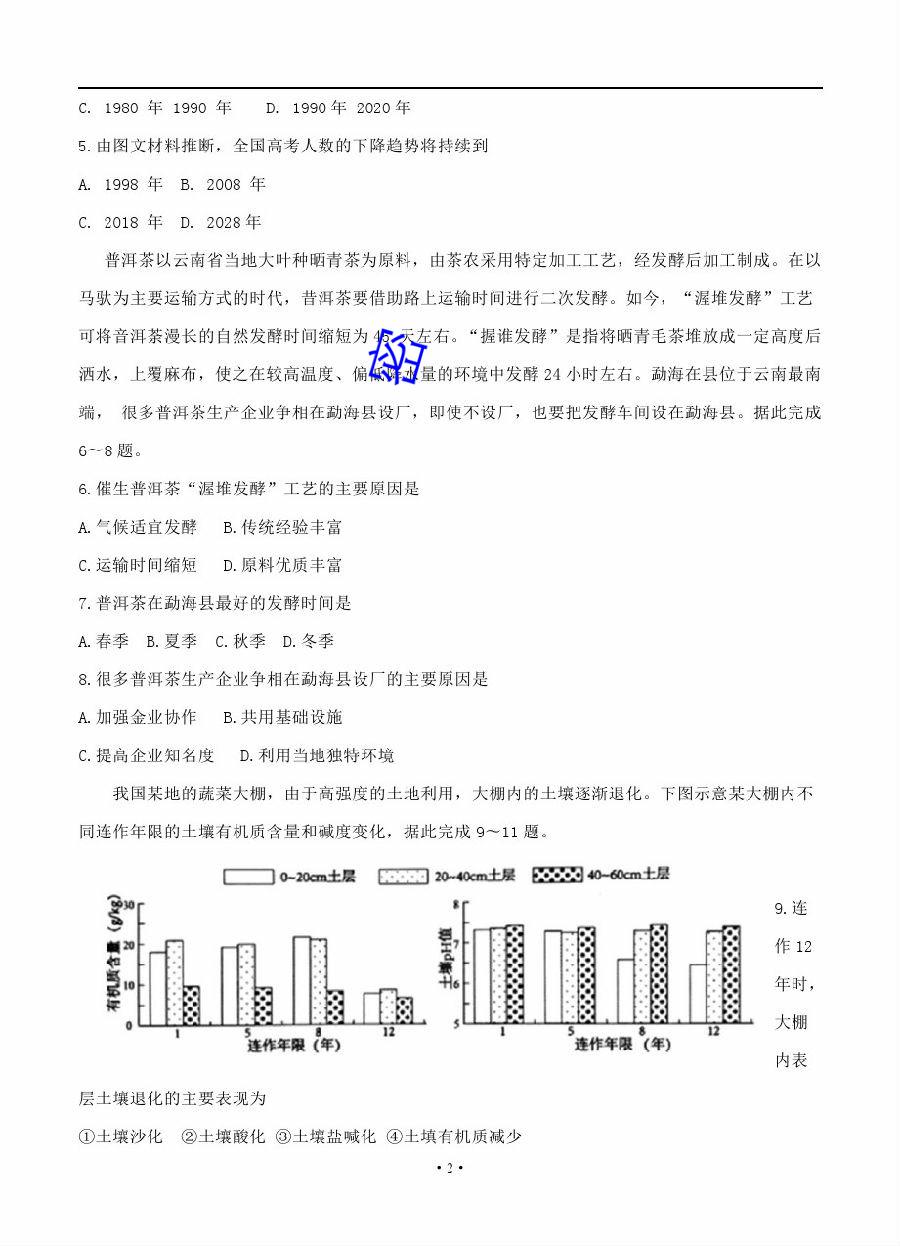 C. 1980 年 1990 年 D. 1990年 2020年
5.由图文材料推断，全国高考人数的下降趋势将持续到
A. 1998 年 B. 2008 年
C. 2018 年 D. 2028年
普洱茶以云南省当地大叶种晒青茶为原料，由茶农采用特定加工工艺，经发酵后加工制成。在以
马驮为主要运输方式的时代，昔洱茶要借助路上运输时间进行二次发酵。如今，“渥堆发酵”工艺
可将音洱茶漫长的自然发酵时间缩短为 45 天左右。“握谁发酵”是指将晒青毛茶堆放成一定高度后
洒水，上覆麻布，使之在较高温度、偏低降水量的环境中发酵 24 小时左右。勐海在县位于云南最南
端， 很多普洱茶生产企业争相在勐海县设厂，即使不设厂，也要把发酵车间设在勐海县。据此完成
6~8题。
6.催生普洱茶“渥堆发酵”工艺的主要原因是
A.气候适宜发酵 B.传统经验丰富
C.运输时间缩短 D.原料优质丰富
7.普洱茶在勐海县最好的发酵时间是
A.春季 B.夏季 C.秋季 D.冬季
8.很多普洱茶生产企业争相在勐海县设厂的主要原因是
A.加强金业协作 B.共用基础设施
C.提高企业知名度 D.利用当地独特环境
我国某地的蔬菜大棚，由于高强度的土地利用，大棚内的土壤逐渐退化。下图示意某大棚内不
同连作年限的土壤有机质含量和碱度变化，据此完成 9～11 题。
0~20cm土层 20~40cm土层 40~60cm土层
有机质含量（g/kg）
30
20
10
0
1 5 8 12
连作年限（年）
土壤pH值
8
7
6
5
1 5 8 12
连作年限（年）
9.连
作 12
年时，
大棚
内表
层土壤退化的主要表现为
①土壤沙化 ②土壤酸化 ③土壤盐喊化 ④土填有机质减少
·2·